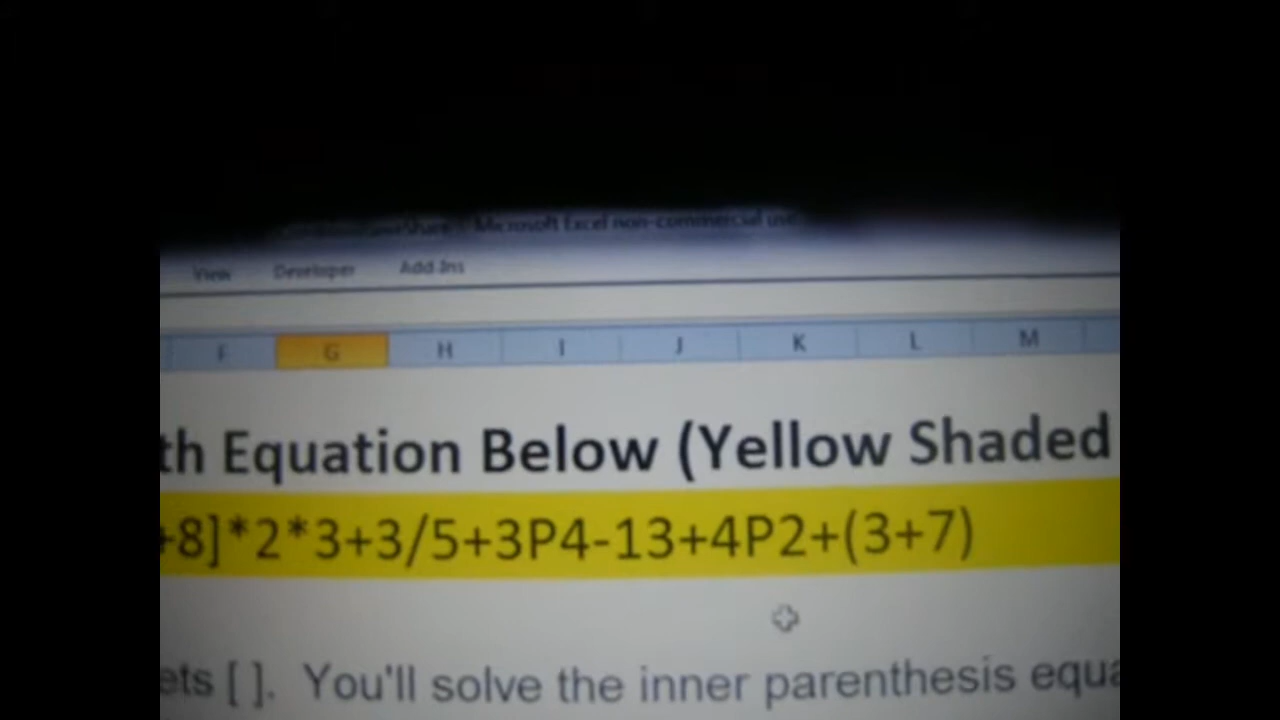 Microsoft Excel non-commercial use
View Developer Add-Ins
F G H I J K L M
th Equation Below (Yellow Shaded
+8]*2*3+3/5+3P4-13+4P2+(3+7)
ets [ ]. You'll solve the inner parenthesis equa